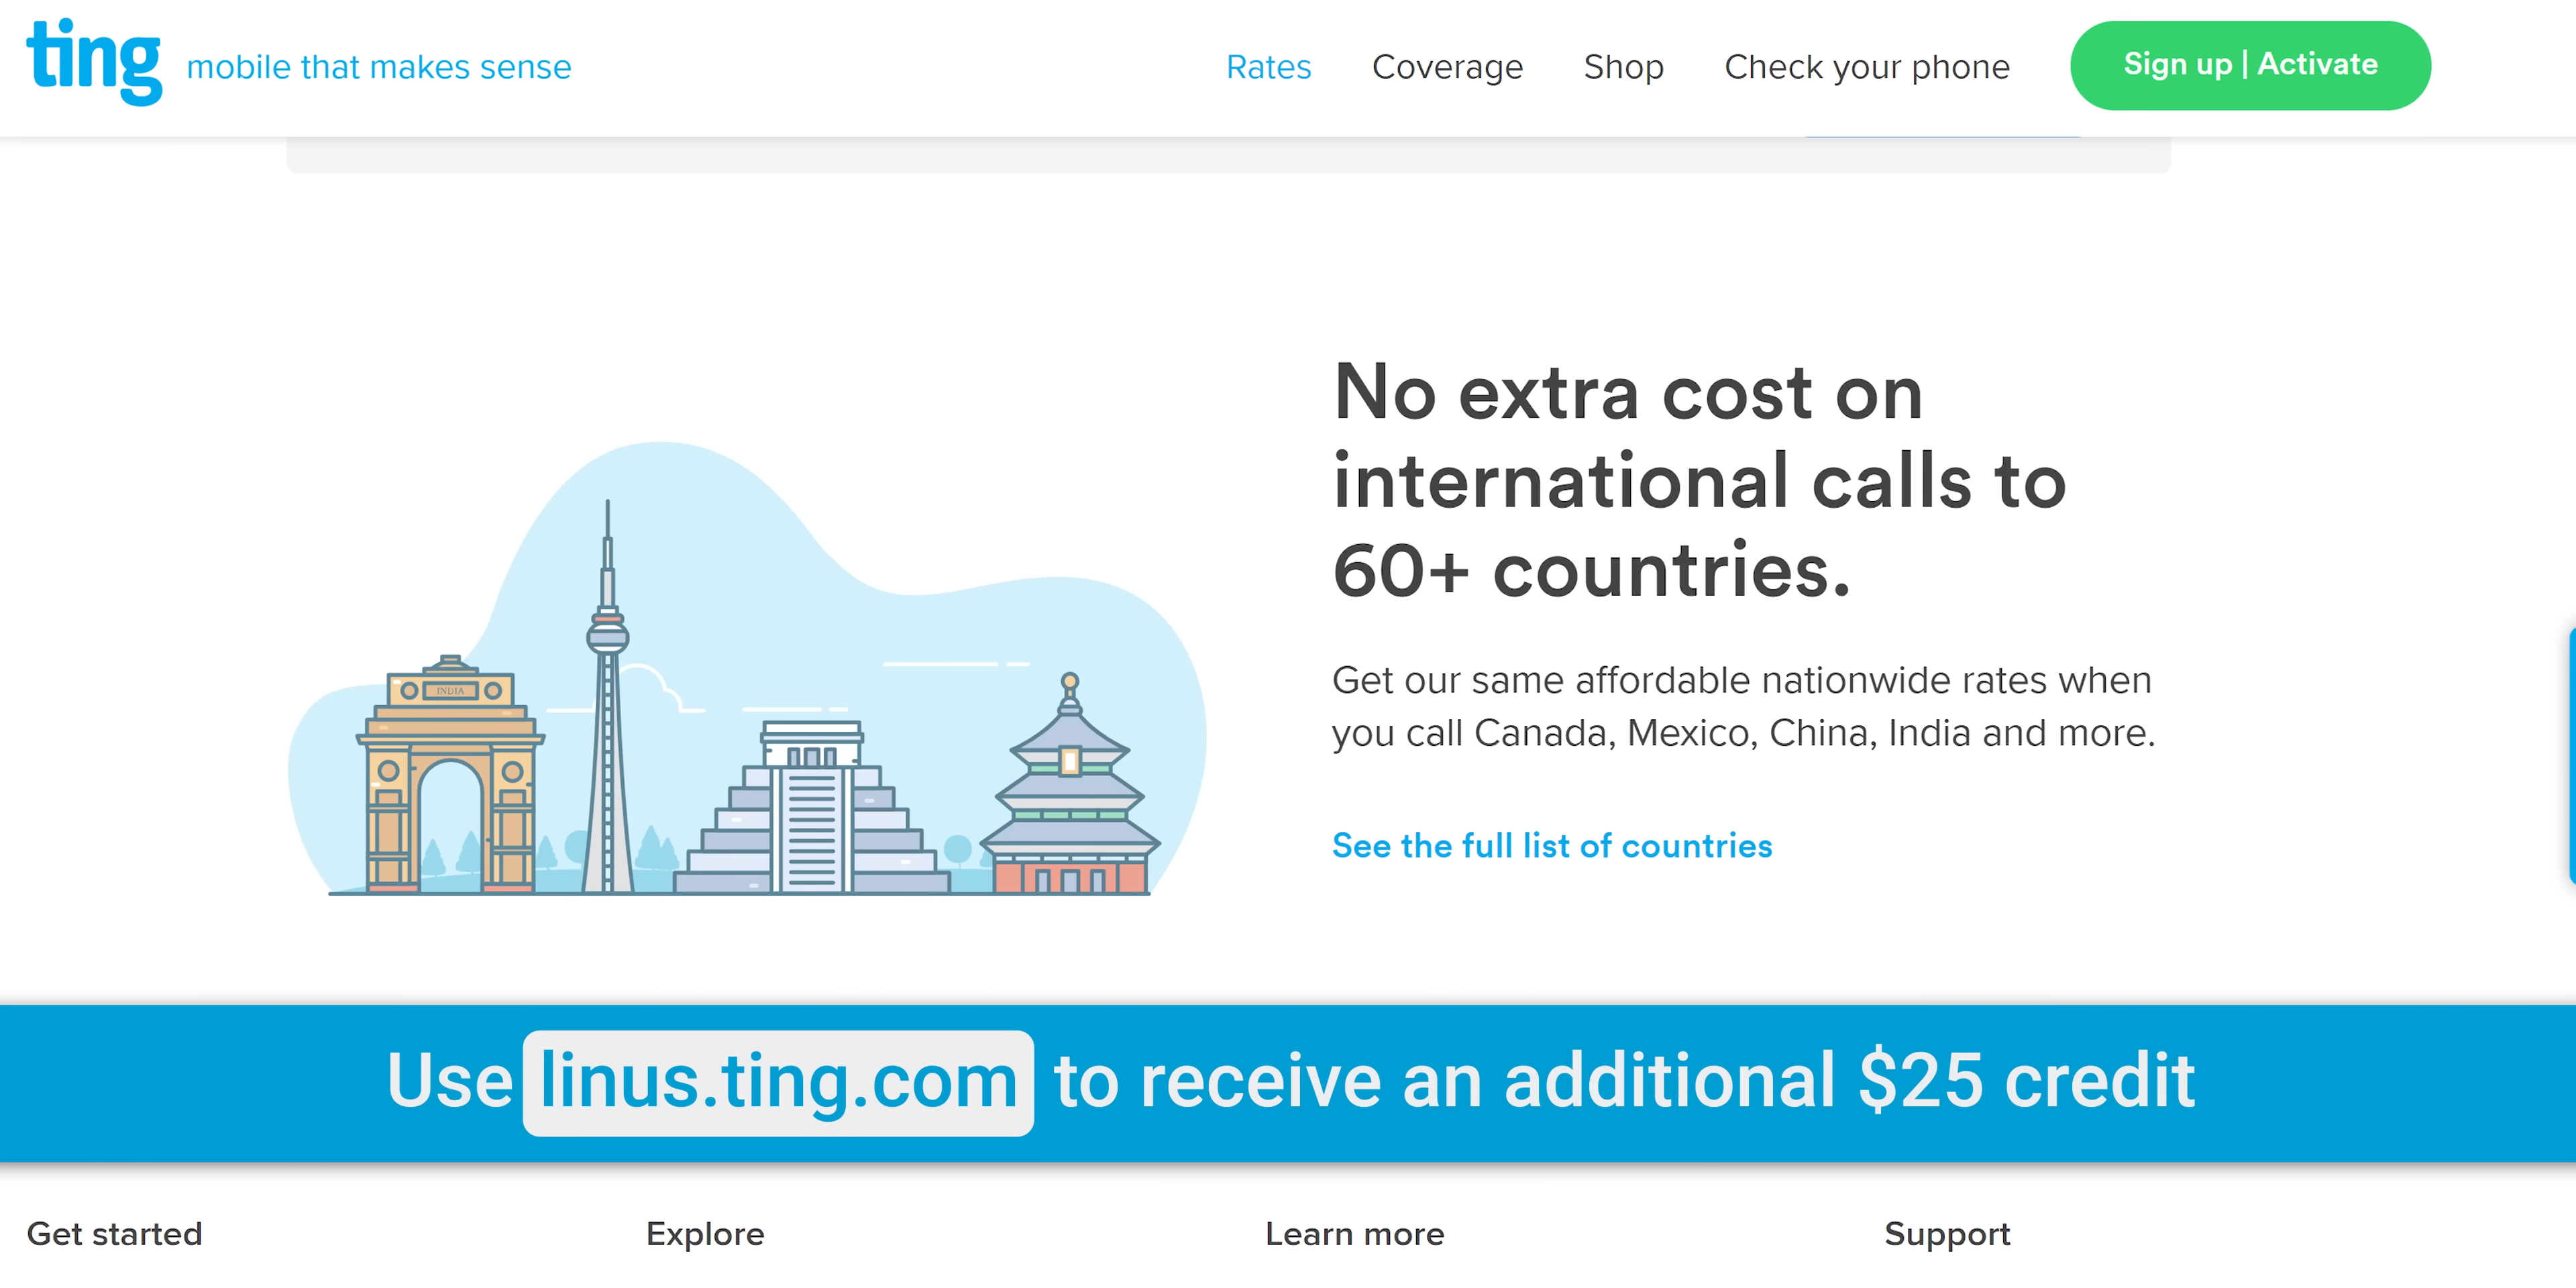 ting mobile that makes sense
Rates Coverage Shop Check your phone Sign up | Activate
No extra cost on
international calls to
60+ countries.
INDIA
Get our same affordable nationwide rates when
you call Canada, Mexico, China, India and more.
See the full list of countries
Use linus.ting.com to receive an additional $25 credit
Get started Explore Learn more Support